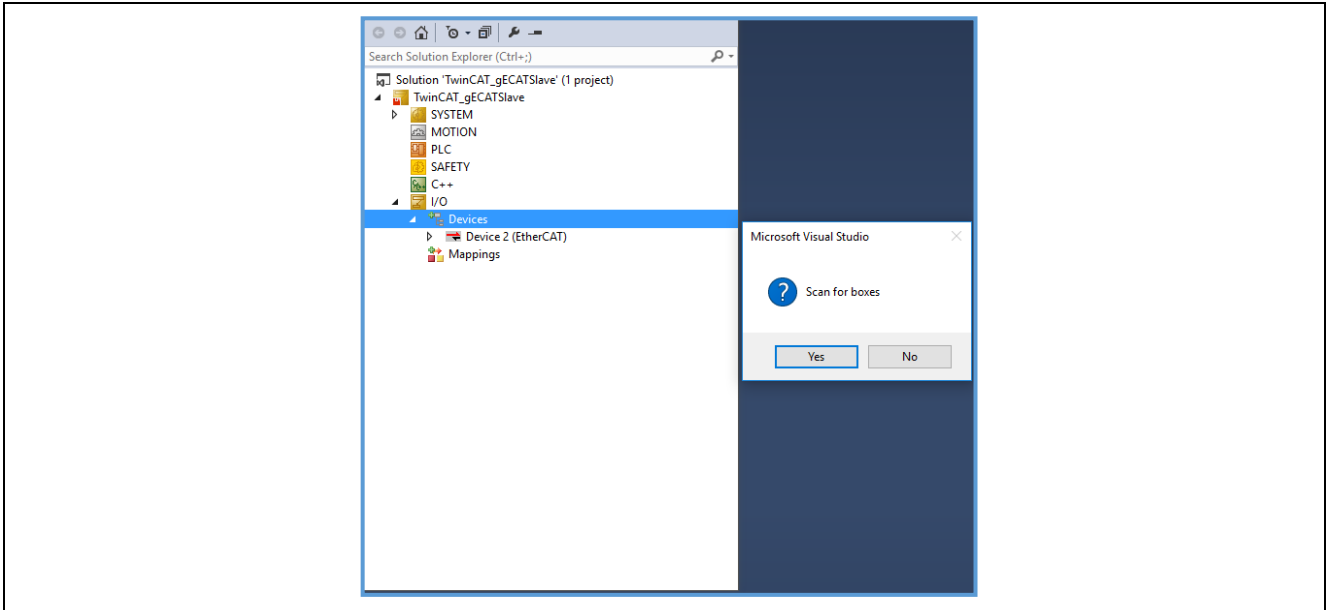 Search Solution Explorer (Ctrl+;)
Solution 'TwinCAT_gECATSlave' (1 project)
TwinCAT_gECATSlave
SYSTEM
MOTION
PLC
SAFETY
C++
I/O
Devices
Device 2 (EtherCAT)
Mappings
Microsoft Visual Studio
Scan for boxes
Yes No